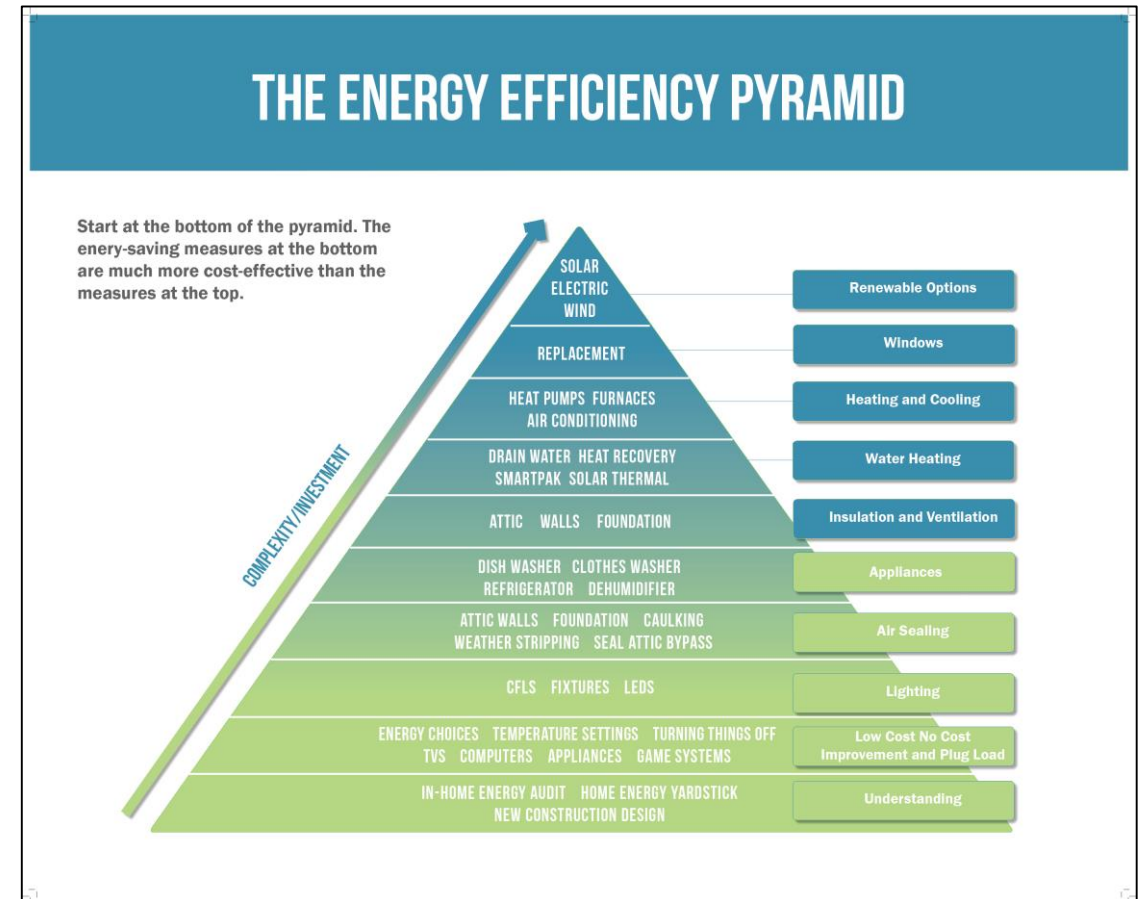 THE ENERGY EFFICIENCY PYRAMID
Start at the bottom of the pyramid. The
enery-saving measures at the bottom
are much more cost-effective than the
measures at the top.
COMPLEXITY/INVESTMENT
SOLAR
ELECTRIC
WIND
Renewable Options
REPLACEMENT
Windows
HEAT PUMPS FURNACES
AIR CONDITIONING
Heating and Cooling
DRAIN WATER HEAT RECOVERY
SMARTPAK SOLAR THERMAL
Water Heating
ATTIC WALLS FOUNDATION
Insulation and Ventilation
DISH WASHER CLOTHES WASHER
REFRIGERATOR DEHUMIDIFIER
Appliances
ATTIC WALLS FOUNDATION CAULKING
WEATHER STRIPPING SEAL ATTIC BYPASS
Air Sealing
CFLS FIXTURES LEDS
Lighting
ENERGY CHOICES TEMPERATURE SETTINGS TURNING THINGS OFF
TVS COMPUTERS APPLIANCES GAME SYSTEMS
Low Cost No Cost
Improvement and Plug Load
IN-HOME ENERGY AUDIT HOME ENERGY YARDSTICK
NEW CONSTRUCTION DESIGN
Understanding